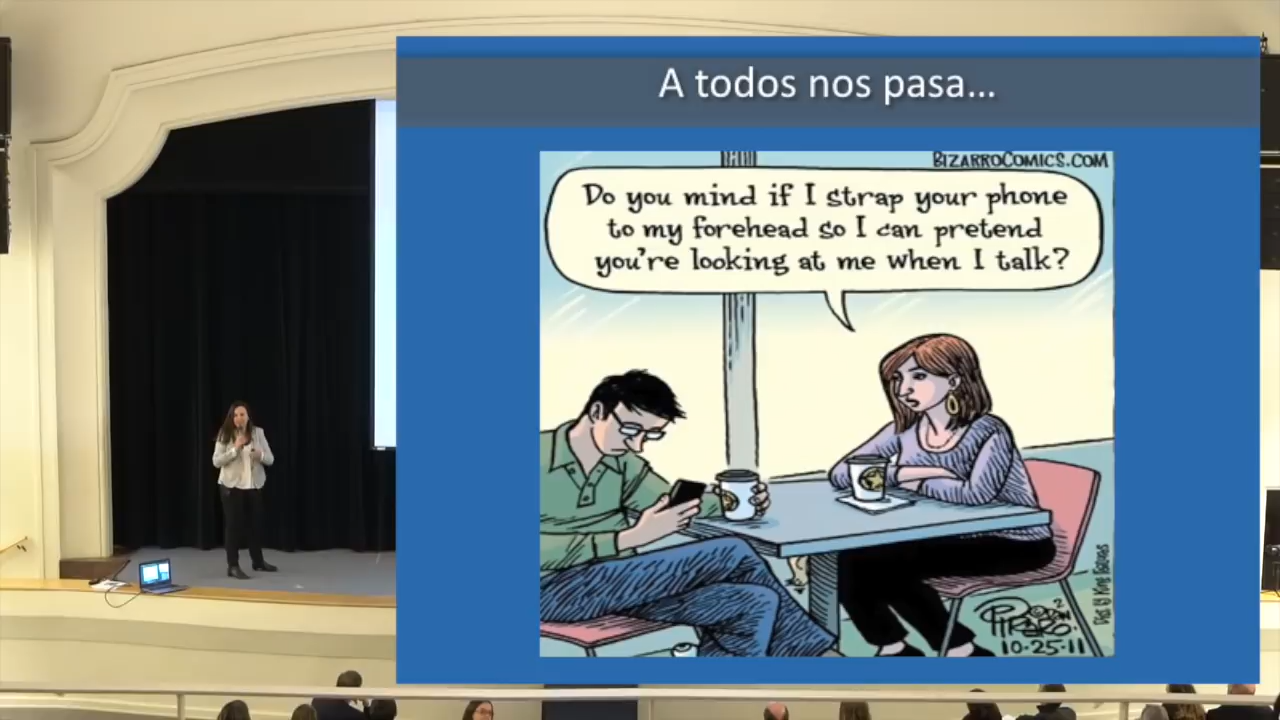 A todos nos pasa...
BIZARROCOMICS.COM
Do you mind if I strap your phone
to my forehead so I can pretend
you're looking at me when I talk?
PIRARO
10-25-11